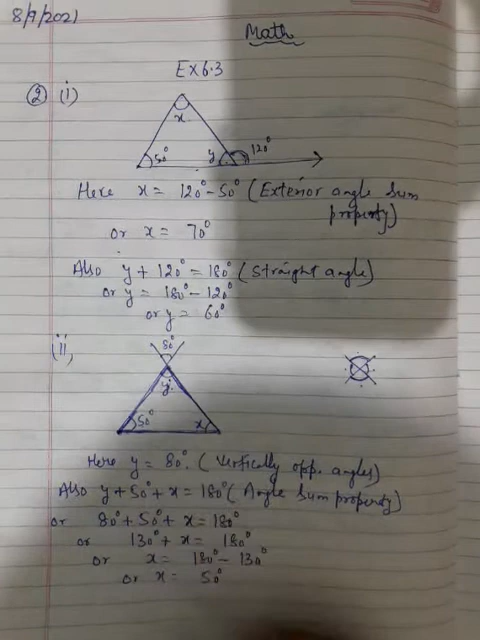 8/9/2021
Math
Ex 6.3
② (i)
x
50° y 120°
Here x = 120° - 50° (Exterior angle sum
property)
or x = 70°
Also y + 120° = 180° (Straight angle)
or y = 180° - 120°
or y = 60°
(ii)
80°
y
50° x
Here y = 80°. (Vertically opp. angles)
Also y + 50° + x = 180° (Angle Sum property)
or 80° + 50° + x = 180°
or 130° + x = 180°
or x = 180° - 130°
or x = 50°